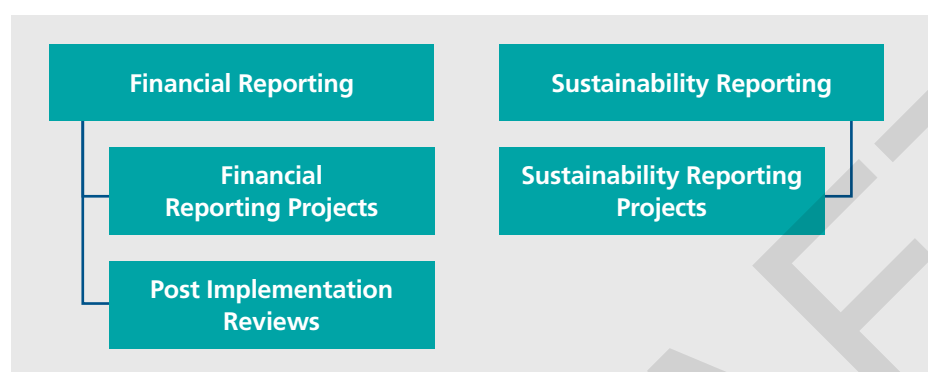 Financial Reporting
Sustainability Reporting
Financial
Reporting Projects
Sustainability Reporting
Projects
Post Implementation
Reviews